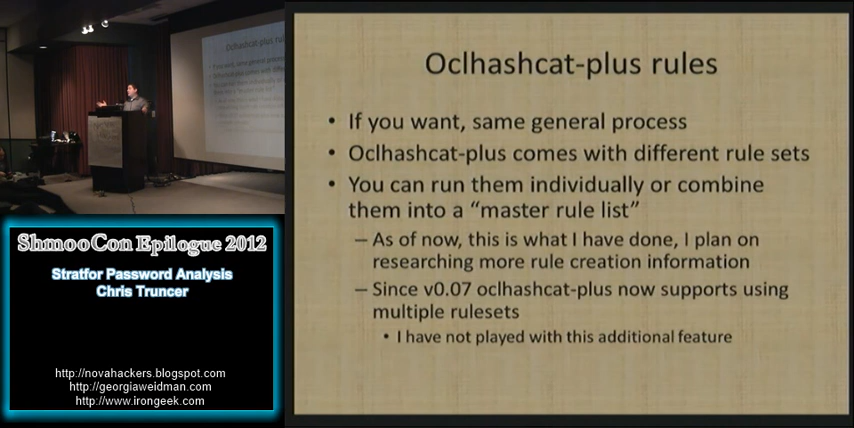 Oclhashcat-plus rules
• If you want, same general process
• Oclhashcat-plus comes with different rule sets
• You can run them individually or combine
them into a “master rule list”
– As of now, this is what I have done, I plan on
researching more rule creation information
– Since v0.07 oclhashcat-plus now supports using
multiple rulesets
• I have not played with this additional feature
ShmooCon Epilogue 2012
Stratfor Password Analysis
Chris Truncer
http://novahackers.blogspot.com
http://georgiaweidman.com
http://www.irongeek.com